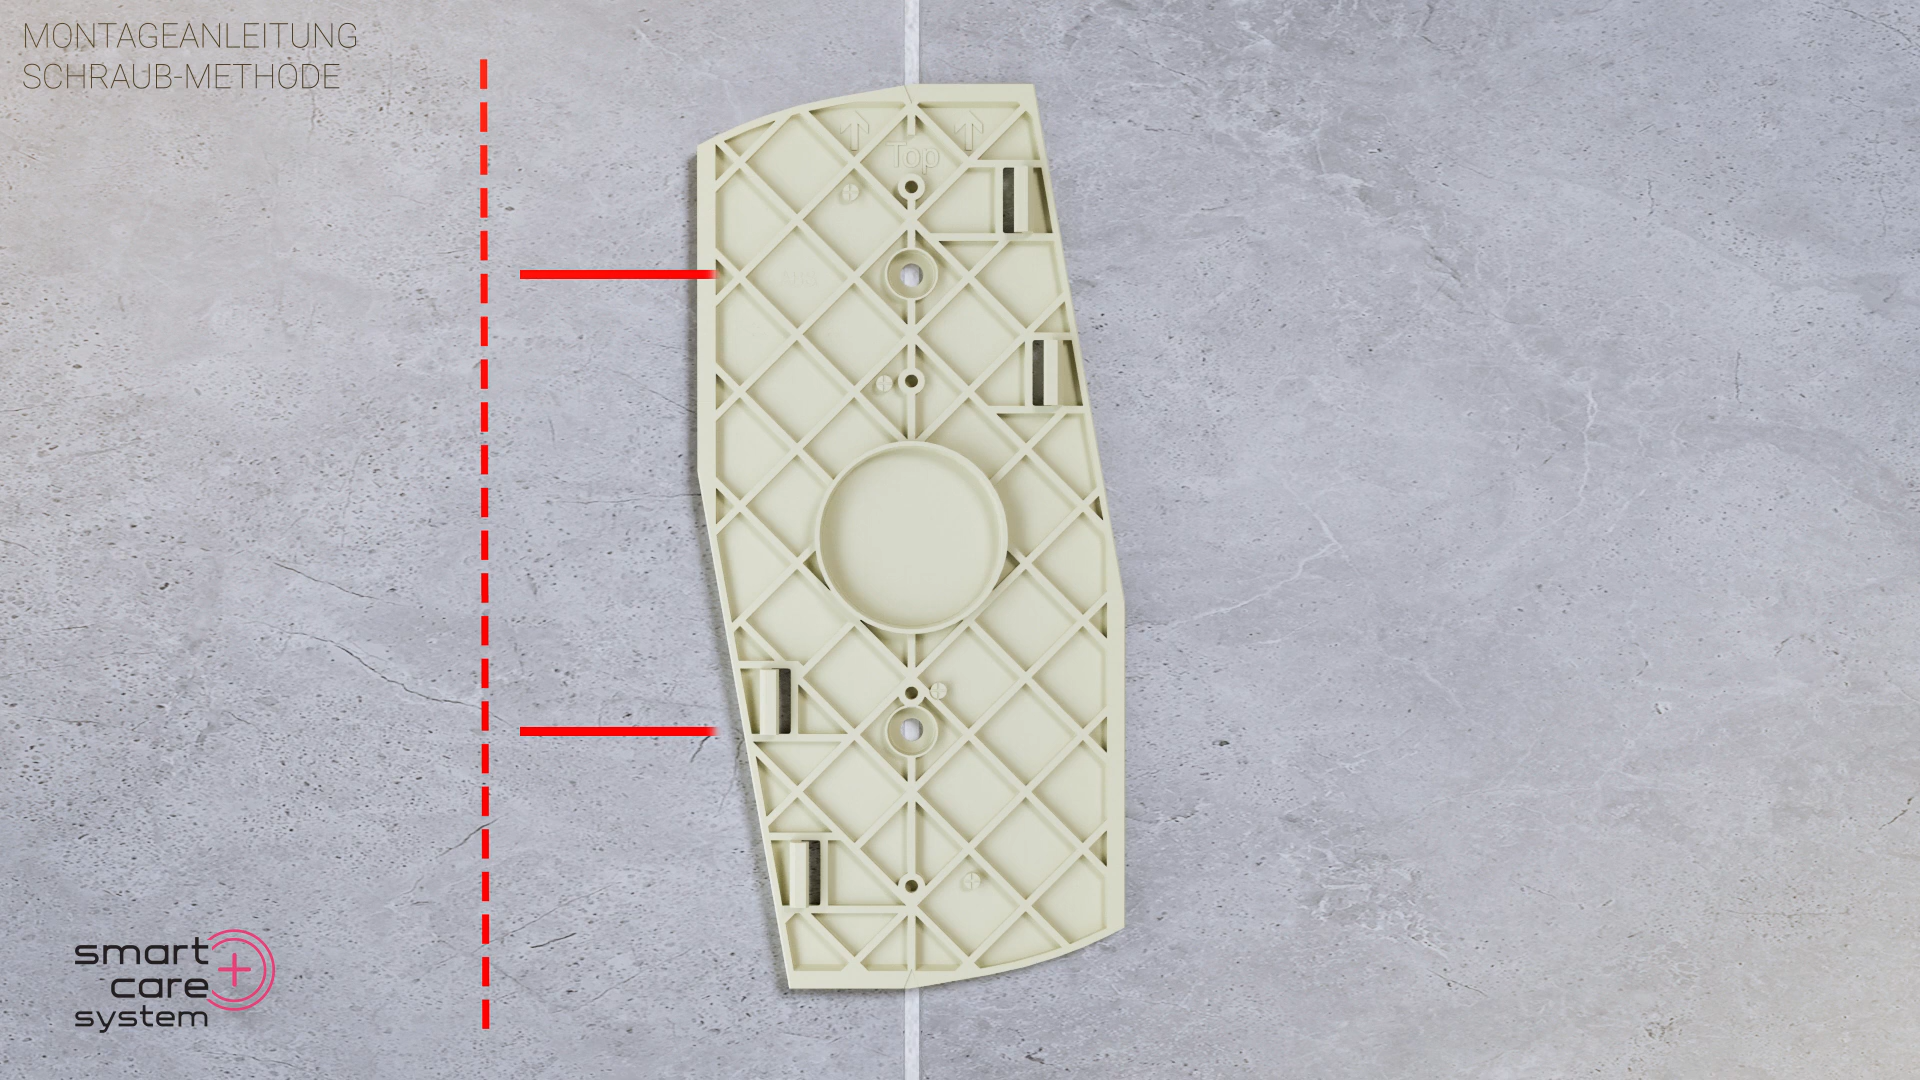 MONTAGEANLEITUNG
SCHRAUB-METHODE
Top
smart
care
system